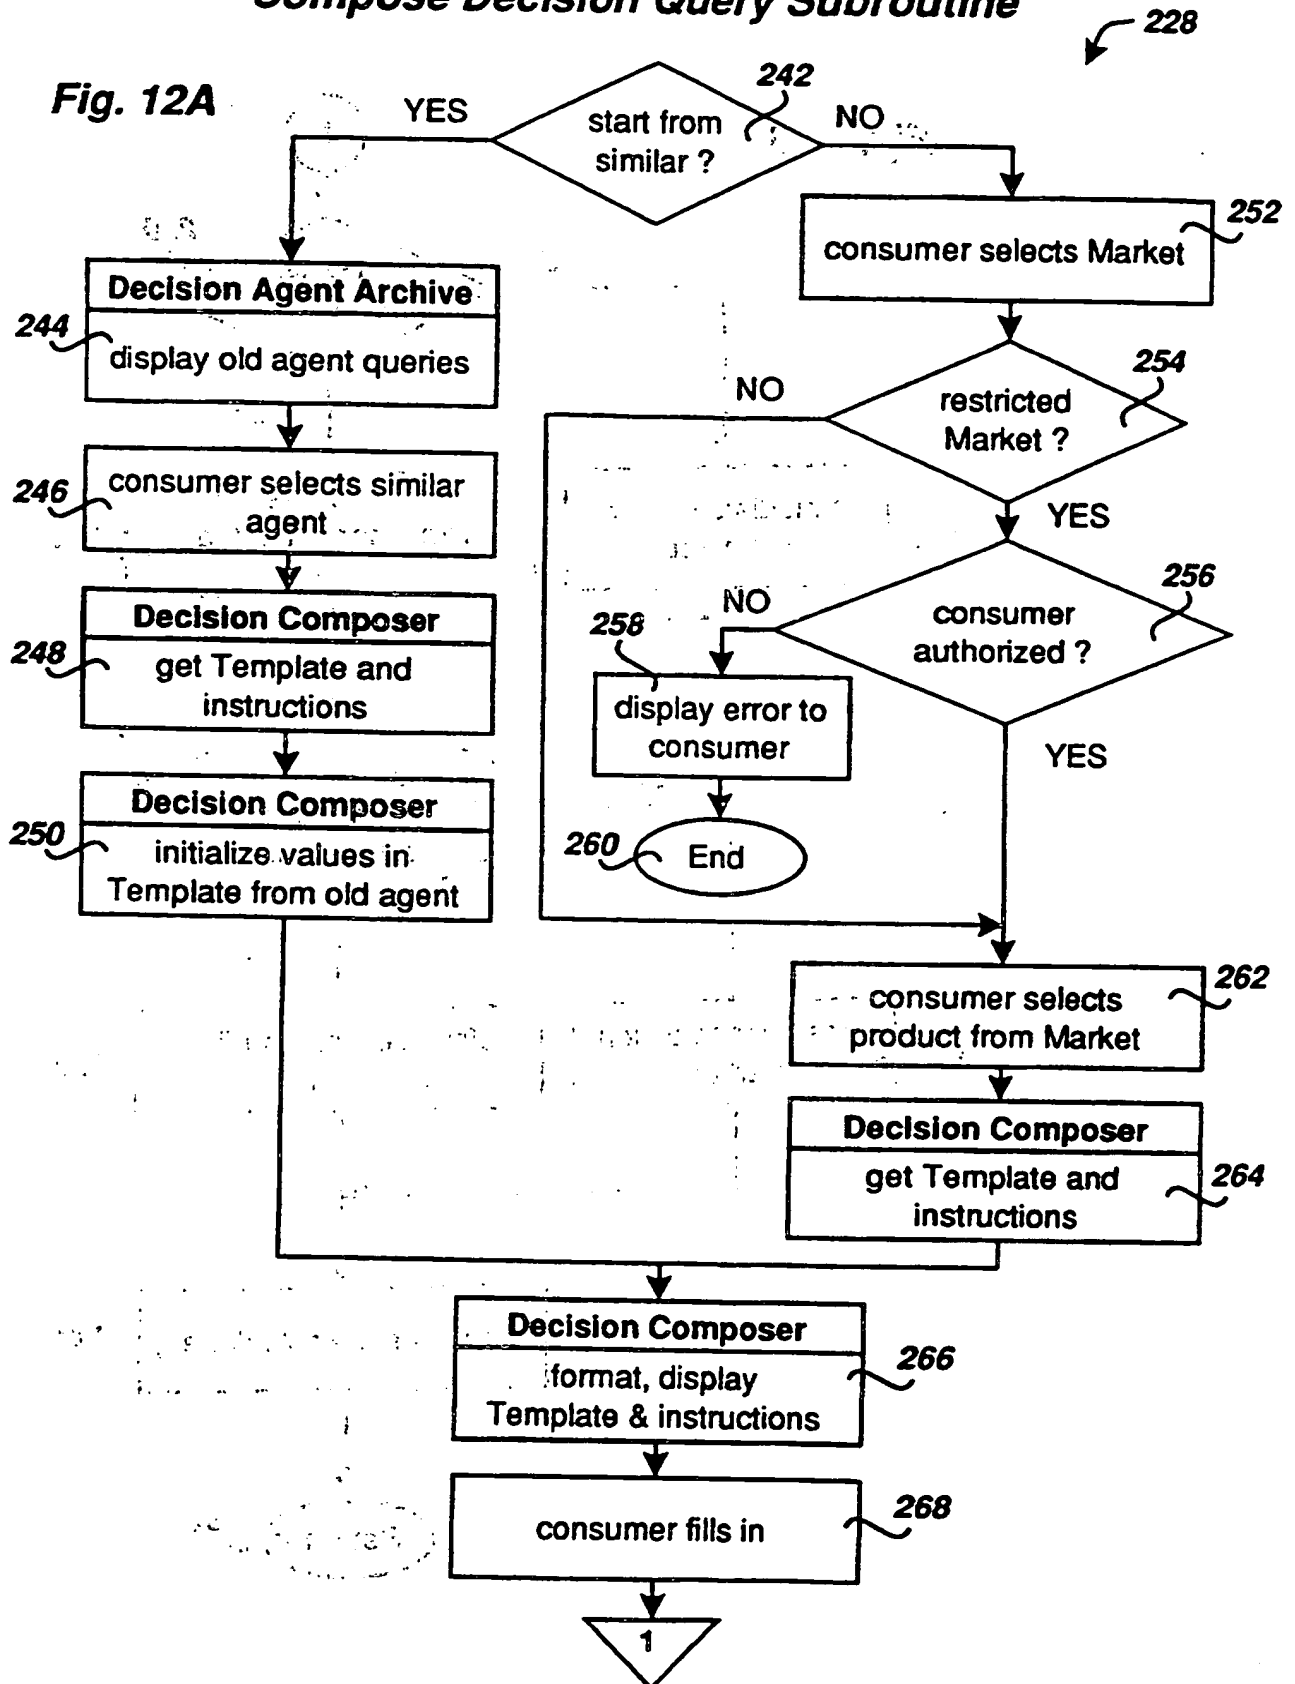 Compose Decision Query Subroutine
228
Fig. 12A
YES
242
start from
similar ?
NO
252
consumer selects Market
Decision Agent Archive
244
display old agent queries
NO
254
restricted
Market ?
YES
246
consumer selects similar
agent
256
consumer
authorized ?
NO
258
display error to
consumer
YES
Decision Composer
248
get Template and
instructions
Decision Composer
250
initialize values in
Template from old agent
260
End
262
consumer selects
product from Market
Decision Composer
264
get Template and
instructions
Decision Composer
266
format, display
Template & instructions
268
consumer fills in
1